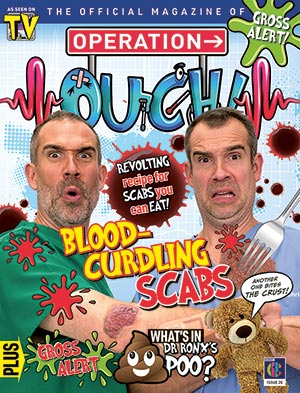 AS SEEN ON
TV
THE OFFICIAL MAGAZINE OF
GROSS
ALERT!
OPERATION
OUCH!
REVOLTING
recipe for
SCABS you
can EAT!
BLOOD-
CURDLING
SCABS
ANOTHER
ONE BITES
THE CRUST!
PLUS
GROSS
ALERT
WHAT'S IN
DR RONX'S
POO?
CBBC
ISSUE 20